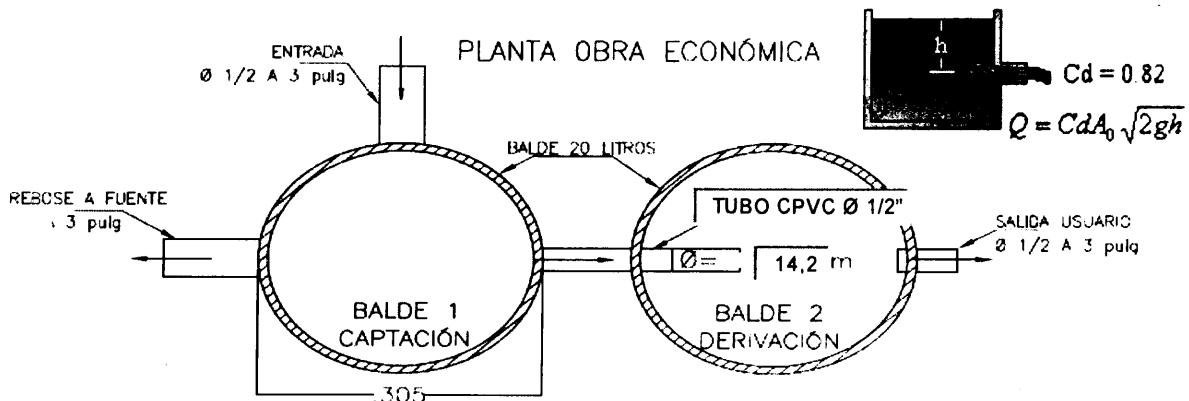 PLANTA OBRA ECONÓMICA
ENTRADA
Ø 1/2 A 3 pulg
h
Cd = 0.82
Q = CdA₀ √2gh
BALDE 20 LITROS
REBOSE A FUENTE
3 pulg
TUBO CPVC Ø 1/2"
SALIDA USUARIO
Ø 1/2 A 3 pulg
Ø=
14,2 m
BALDE 1
CAPTACIÓN
BALDE 2
DERIVACIÓN
.305